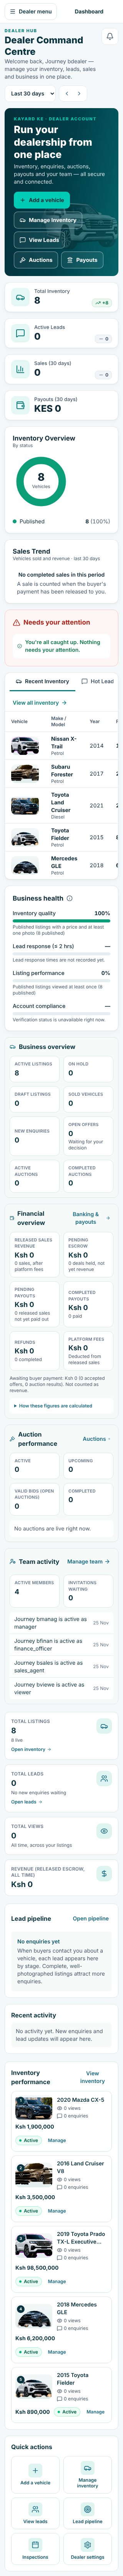 Dealer menu
Dashboard
DEALER HUB
Dealer Command
Centre
Welcome back, Journey bdealer —
manage your inventory, leads, sales
and business in one place.
Last 30 days
KAYARD KE · DEALER ACCOUNT
Run your
dealership from
one place
Inventory, enquiries, auctions,
payouts and your team — all secure
and connected.
Add a vehicle
Manage Inventory
View Leads
Auctions
Payouts
Total Inventory
8
+8
Active Leads
0
0
Sales (30 days)
0
0
Payouts (30 days)
KES 0
Inventory Overview
By status
8
Vehicles
Published
8 (100%)
Sales Trend
Vehicles sold and revenue · last 30 days
No completed sales in this period
A sale is counted once the buyer's
payment has been released to you.
Needs your attention
You're all caught up. Nothing
needs your attention.
Recent Inventory
Hot Lead
View all inventory →
Vehicle
Make /
Model
Year
Nissan X-
Trail
Petrol
2014
Subaru
Forester
Petrol
2017
Toyota
Land
Cruiser
Diesel
2021
Toyota
Fielder
Petrol
2015
Mercedes
GLE
Petrol
2018
Business health
Inventory quality
100%
Published listings with a price and at least
one photo (8 published)
Lead response (≤ 2 hrs)
—
Lead response times are not recorded yet.
Listing performance
0%
Published listings viewed at least once (8
published)
Account compliance
—
Verification status is unavailable right now.
Business overview
ACTIVE LISTINGS
8
ON HOLD
0
DRAFT LISTINGS
0
SOLD VEHICLES
0
NEW ENQUIRIES
0
OPEN OFFERS
0
Waiting for your
decision
ACTIVE
AUCTIONS
0
COMPLETED
AUCTIONS
0
Financial
overview
Banking &
payouts
→
RELEASED SALES
REVENUE
Ksh 0
0 sales, after
platform fees
PENDING
ESCROW
Ksh 0
0 deals held, not
yet revenue
PENDING
PAYOUTS
Ksh 0
0 released sales
not yet paid out
COMPLETED
PAYOUTS
Ksh 0
0 paid
REFUNDS
Ksh 0
0 completed
PLATFORM FEES
Ksh 0
Deducted from
released sales
Awaiting buyer payment: Ksh 0 (0 accepted
offers, 0 auction results). Not counted as
revenue.
How these figures are calculated
Auction
performance
Auctions
ACTIVE
0
UPCOMING
0
VALID BIDS (OPEN
AUCTIONS)
0
COMPLETED
0
No auctions are live right now.
Team activity
Manage team →
ACTIVE MEMBERS
4
INVITATIONS
WAITING
0
Journey bmanag is active as
manager
25 Nov
Journey bfinan is active as
finance_officer
25 Nov
Journey bsales is active as
sales_agent
25 Nov
Journey bviewe is active as
viewer
25 Nov
TOTAL LISTINGS
8
8 live
Open inventory →
TOTAL LEADS
0
No new enquiries waiting
Open leads →
TOTAL VIEWS
0
All time, across your listings
REVENUE (RELEASED ESCROW,
ALL TIME)
Ksh 0
Lead pipeline
Open pipeline
No enquiries yet
When buyers contact you about a
vehicle, each lead appears here
by stage. Complete, well-
photographed listings attract more
enquiries.
Recent activity
No activity yet. New enquiries and
lead updates will appear here.
Inventory
performance
View
inventory
1
2020 Mazda CX-5
0 views
0 enquiries
Ksh 1,900,000
Active
Manage
2
2016 Land Cruiser
V8
0 views
0 enquiries
Ksh 3,500,000
Active
Manage
3
2019 Toyota Prado
TX-L Executive...
0 views
0 enquiries
Ksh 98,500,000
Active
Manage
4
2018 Mercedes
GLE
0 views
0 enquiries
Ksh 6,200,000
Active
Manage
5
2015 Toyota
Fielder
0 views
0 enquiries
Ksh 890,000
Active
Manage
Quick actions
Add a vehicle
Manage
inventory
View leads
Lead pipeline
Inspections
Dealer settings